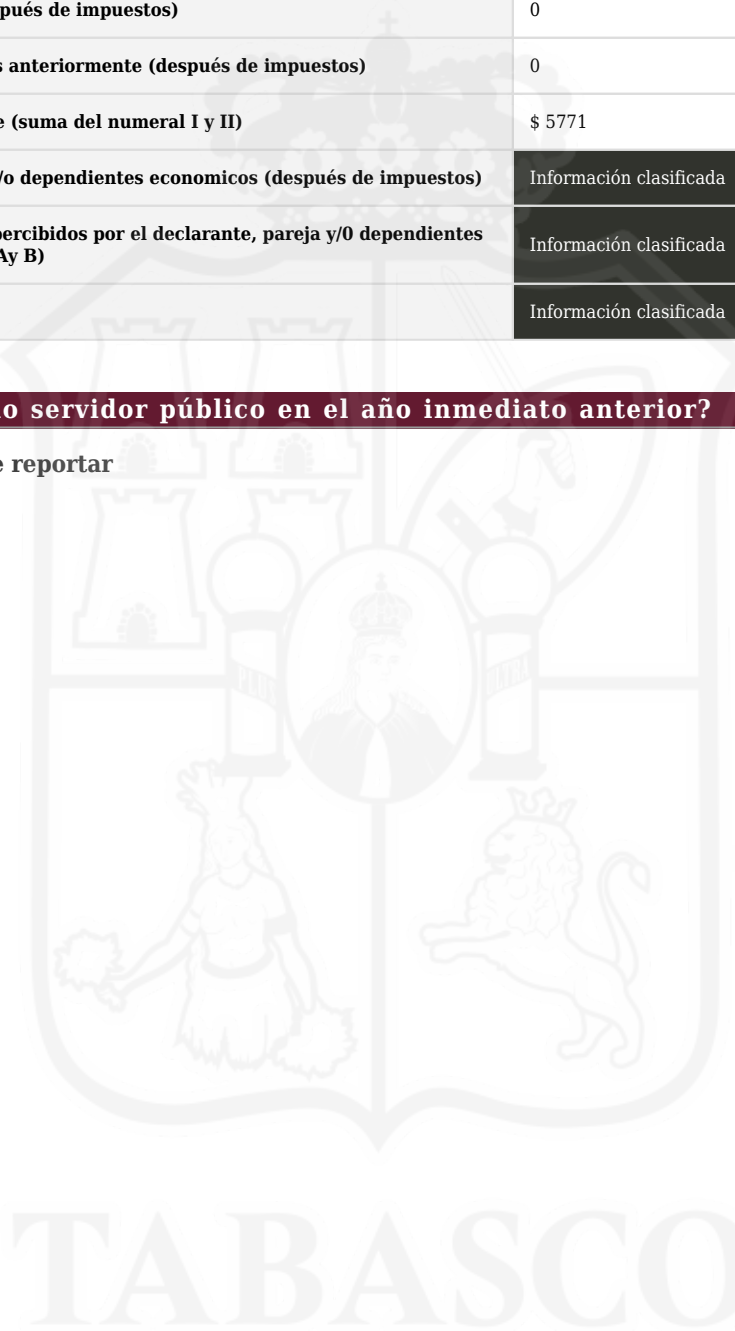 pués de impuestos)
0
s anteriormente (después de impuestos)
0
e (suma del numeral I y II)
$ 5771
/o dependientes economicos (después de impuestos)
Información clasificada
percibidos por el declarante, pareja y/0 dependientes
Ay B)
Información clasificada
Información clasificada
o servidor público en el año inmediato anterior?
e reportar
PLUS
ULTRA
TABASCO